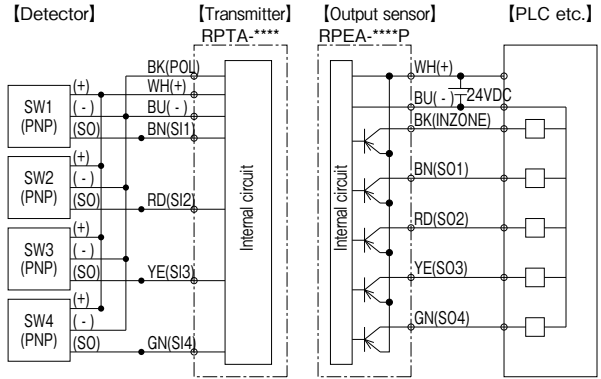 【Detector】 【Transmitter】 【Output sensor】 【PLC etc.】
RPTA-**** RPEA-****P
BK(POL)
WH(+)
BU( - )
BN(SI1)
RD(SI2)
YE(SI3)
GN(SI4)
SW1
(PNP)
(+)
( - )
(SO)
SW2
(PNP)
(+)
( - )
(SO)
SW3
(PNP)
(+)
( - )
(SO)
SW4
(PNP)
(+)
( - )
(SO)
Internal circuit
Internal circuit
WH(+)
BU( - )
24VDC
BK(INZONE)
BN(SO1)
RD(SO2)
YE(SO3)
GN(SO4)